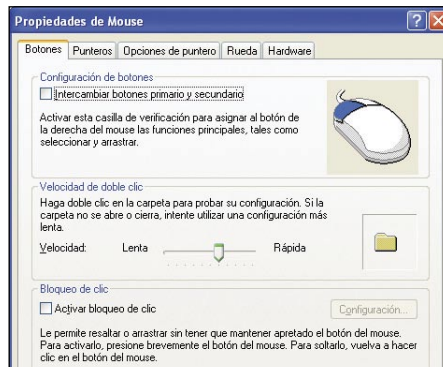 Propiedades de Mouse
Botones Punteros Opciones de puntero Rueda Hardware
Configuración de botones
Intercambiar botones primario y secundario
Activar esta casilla de verificación para asignar al botón de
la derecha del mouse las funciones principales, tales como
seleccionar y arrastrar.
Velocidad de doble clic
Haga doble clic en la carpeta para probar su configuración. Si la
carpeta no se abre o cierra, intente utilizar una configuración más
lenta.
Velocidad: Lenta Rápida
Bloqueo de clic
Activar bloqueo de clic Configuración...
Le permite resaltar o arrastrar sin tener que mantener apretado el botón del mouse.
Para activarlo, presione brevemente el botón del mouse. Para soltarlo, vuelva a hacer
clic en el botón del mouse.